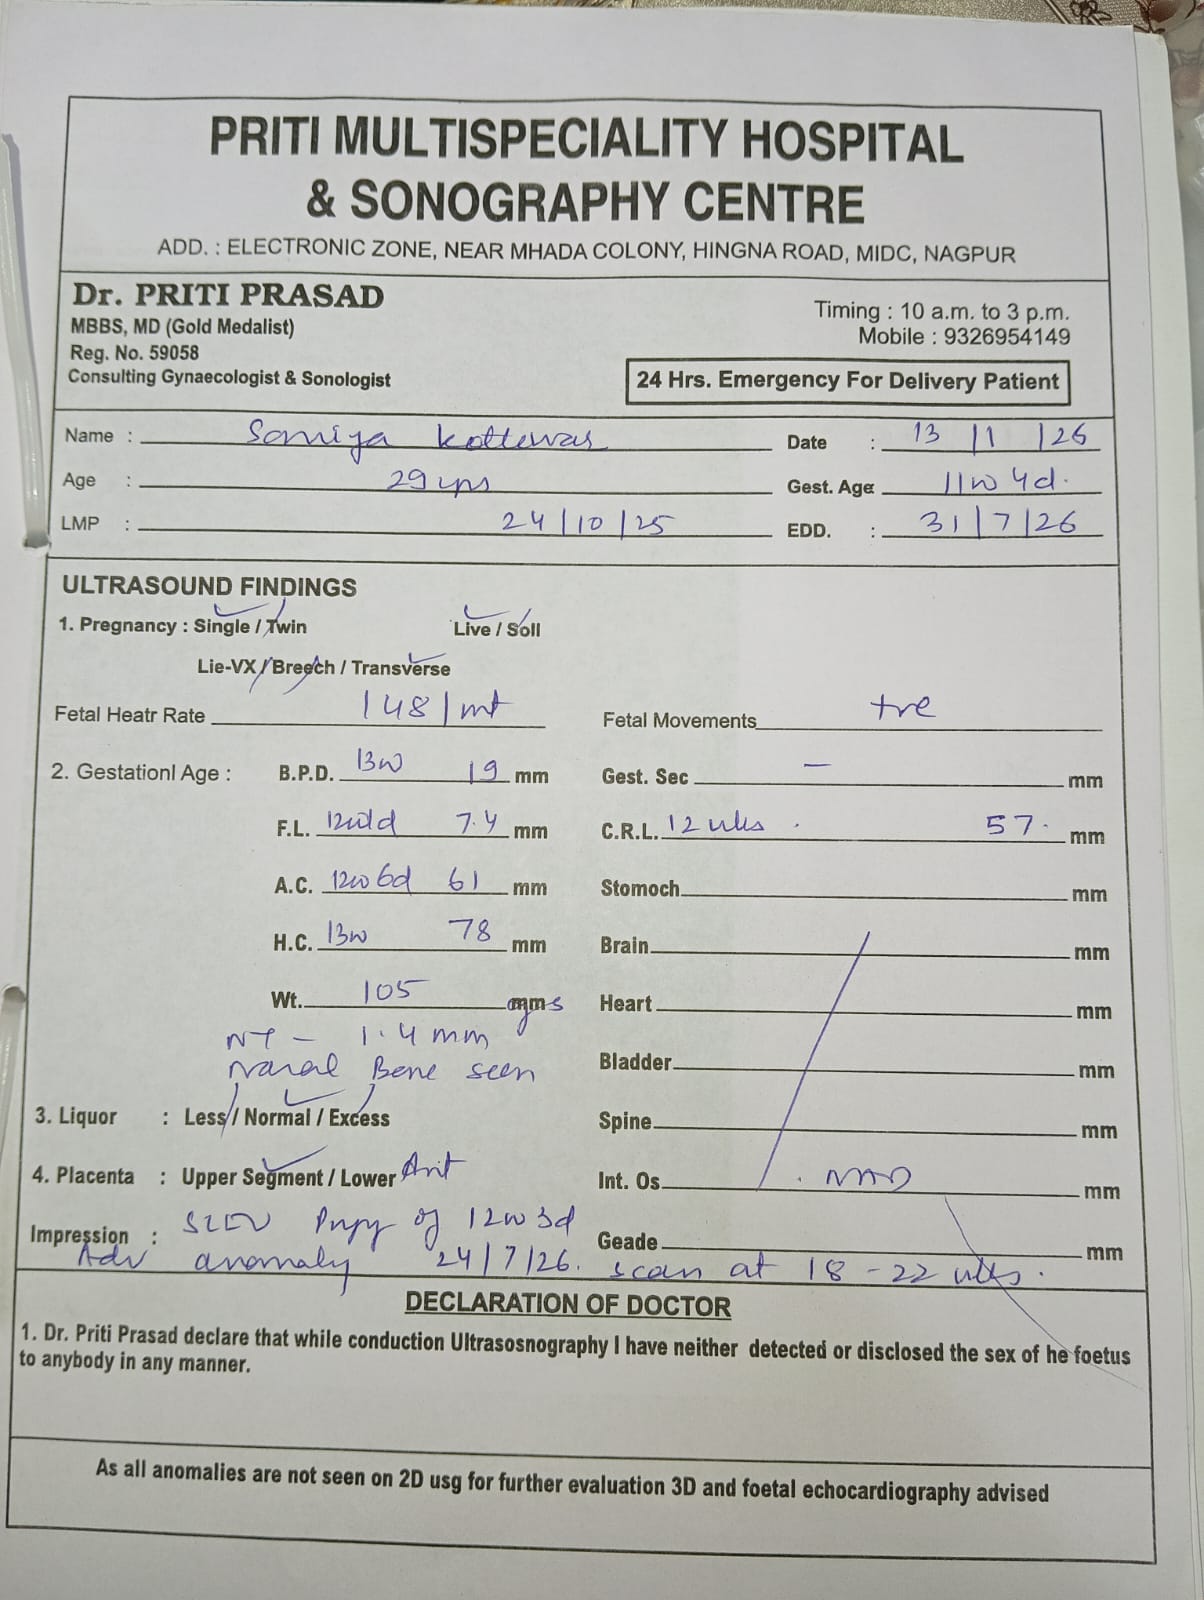 PRITI MULTISPECIALITY HOSPITAL
& SONOGRAPHY CENTRE
ADD. : ELECTRONIC ZONE, NEAR MHADA COLONY, HINGNA ROAD, MIDC, NAGPUR
Dr. PRITI PRASAD
MBBS, MD (Gold Medalist)
Reg. No. 59058
Consulting Gynaecologist & Sonologist
Timing : 10 a.m. to 3 p.m.
Mobile : 9326954149
24 Hrs. Emergency For Delivery Patient
Name : Date : 13/1/26
Age : 29 yrs Gest. Age 11w 4d.
LMP : 24/10/25 EDD. : 31/7/26
ULTRASOUND FINDINGS
1. Pregnancy : Single / Twin Live / Soll
Lie-VX / Breech / Transverse
Fetal Heatr Rate 148/mt Fetal Movements +ve
2. Gestationl Age : B.P.D. 13w 19 mm Gest. Sec — mm
F.L. 12w1d 7.4 mm C.R.L. 12 wks. 57. mm
A.C. 12w6d 61 mm Stomoch mm
H.C. 13w 78 mm Brain mm
Wt. 105 gms Heart mm
NT - 1.4 mm
Nasal Bone seen Bladder mm
3. Liquor : Less / Normal / Excess Spine mm
4. Placenta : Upper Segment / Lower Ant Int. Os. NAD mm
Impression : of 12w3d Geade mm
Adv anomaly 24/7/26. scan at 18-22 wks.
DECLARATION OF DOCTOR
1. Dr. Priti Prasad declare that while conduction Ultrasosnography I have neither detected or disclosed the sex of he foetus
to anybody in any manner.
As all anomalies are not seen on 2D usg for further evaluation 3D and foetal echocardiography advised